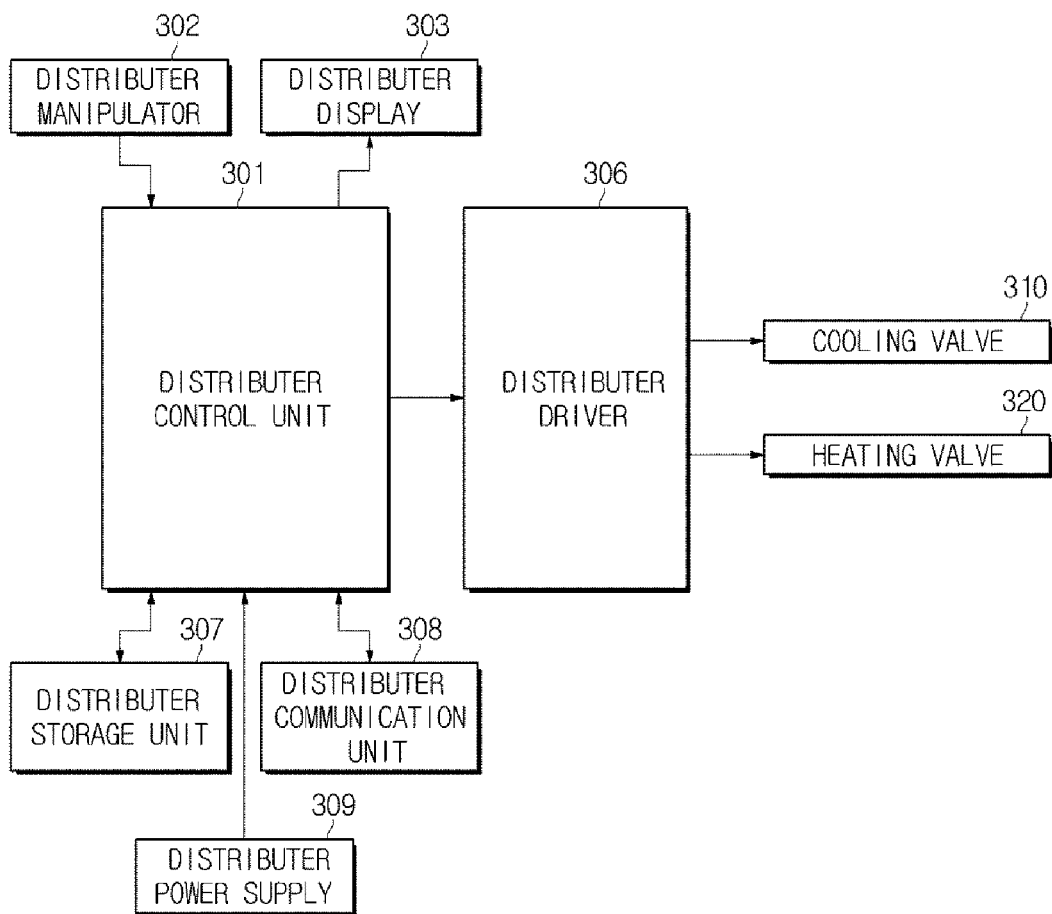 302
DISTRIBUTER
MANIPULATOR
303
DISTRIBUTER
DISPLAY
301
DISTRIBUTER
CONTROL UNIT
306
DISTRIBUTER
DRIVER
310
COOLING VALVE
320
HEATING VALVE
307
DISTRIBUTER
STORAGE UNIT
308
DISTRIBUTER
COMMUNICATION
UNIT
309
DISTRIBUTER
POWER SUPPLY